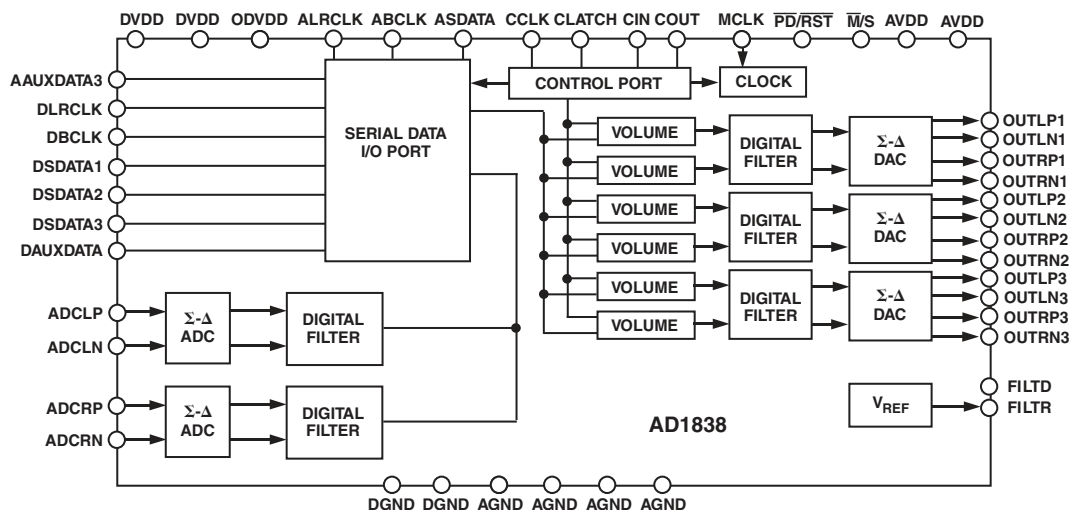 DVDD DVDD ODVDD ALRCLK ABCLK ASDATA CCLK CLATCH CIN COUT MCLK PD/RST M/S AVDD AVDD
AAUXDATA3
DLRCLK
DBCLK
DSDATA1
DSDATA2
DSDATA3
DAUXDATA
SERIAL DATA
I/O PORT
CONTROL PORT
CLOCK
VOLUME
VOLUME
VOLUME
VOLUME
VOLUME
VOLUME
DIGITAL
FILTER
DIGITAL
FILTER
DIGITAL
FILTER
Σ-Δ
DAC
Σ-Δ
DAC
Σ-Δ
DAC
OUTLP1
OUTLN1
OUTRP1
OUTRN1
OUTLP2
OUTLN2
OUTRP2
OUTRN2
OUTLP3
OUTLN3
OUTRP3
OUTRN3
ADCLP
ADCLN
Σ-Δ
ADC
DIGITAL
FILTER
ADCRP
ADCRN
Σ-Δ
ADC
DIGITAL
FILTER
AD1838
VREF
FILTD
FILTR
DGND DGND AGND AGND AGND AGND